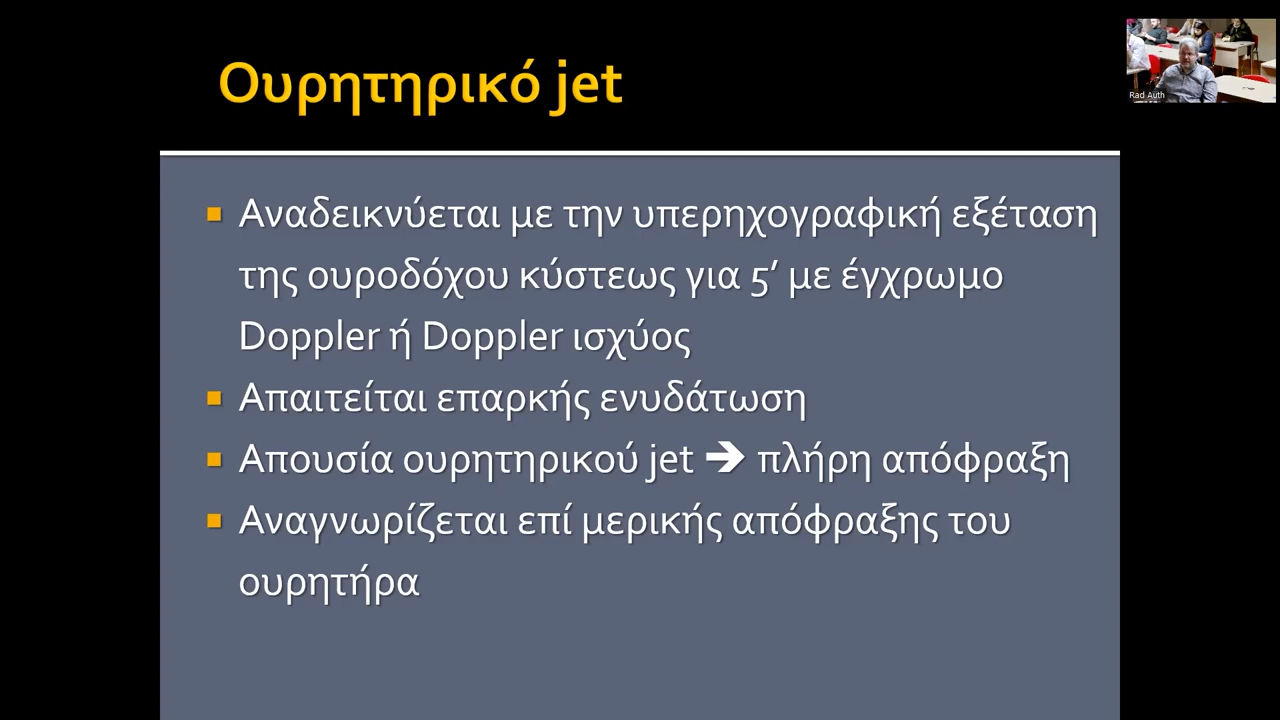 Ουρητηρικό jet
Rad Auth
▪ Αναδεικνύεται με την υπερηχογραφική εξέταση
της ουροδόχου κύστεως για 5’ με έγχρωμο
Doppler ή Doppler ισχύος
▪ Απαιτείται επαρκής ενυδάτωση
▪ Απουσία ουρητηρικού jet ➔ πλήρη απόφραξη
▪ Αναγνωρίζεται επί μερικής απόφραξης του
ουρητήρα